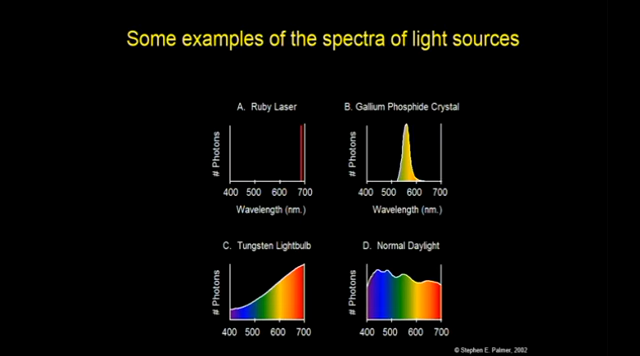 Some examples of the spectra of light sources
A. Ruby Laser
B. Gallium Phosphide Crystal
# Photons
# Photons
400 500 600 700
400 500 600 700
Wavelength (nm.)
Wavelength (nm.)
C. Tungsten Lightbulb
D. Normal Daylight
# Photons
# Photons
400 500 600 700
400 500 600 700
© Stephen E. Palmer, 2002